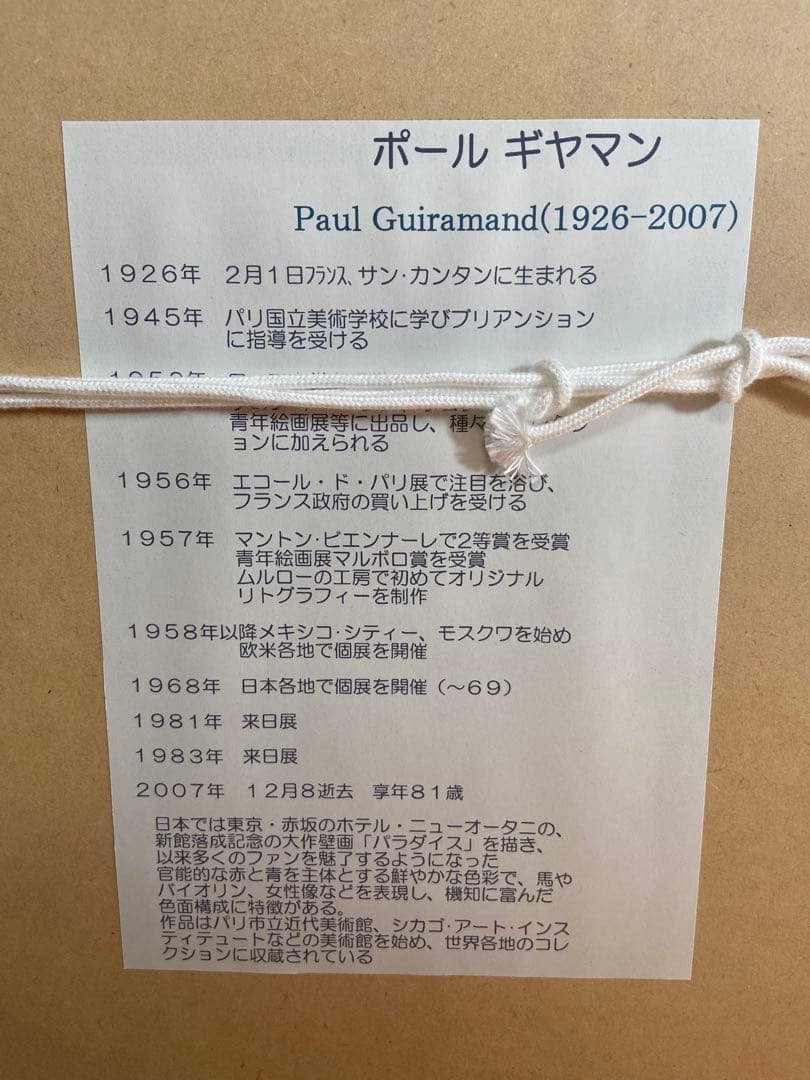 ポール ギヤマン
Paul Guiramand(1926-2007)
1926年 2月1日フランス、サン・カンタンに生まれる
1945年 パリ国立美術学校に学びブリアンション
に指導を受ける
青年絵画展等に出品し、種々
ョンに加えられる
1956年 エコール・ド・パリ展で注目を浴び、
フランス政府の買い上げを受ける
1957年 マントン・ビエンナーレで2等賞を受賞
青年絵画展マルボロ賞を受賞
ムルローの工房で初めてオリジナル
リトグラフィーを制作
1958年以降メキシコ・シティー、モスクワを始め
欧米各地で個展を開催
1968年 日本各地で個展を開催（～69）
1981年 来日展
1983年 来日展
2007年 12月8逝去 享年81歳
日本では東京・赤坂のホテル・ニューオータニの、
新館落成記念の大作壁画「パラダイス」を描き、
以来多くのファンを魅了するようになった
官能的な赤と青を主体とする鮮やかな色彩で、馬や
バイオリン、女性像などを表現し、機知に富んだ
色面構成に特徴がある。
作品はパリ市立近代美術館、シカゴ・アート・インス
ティテュートなどの美術館を始め、世界各地のコレ
クションに収蔵されている